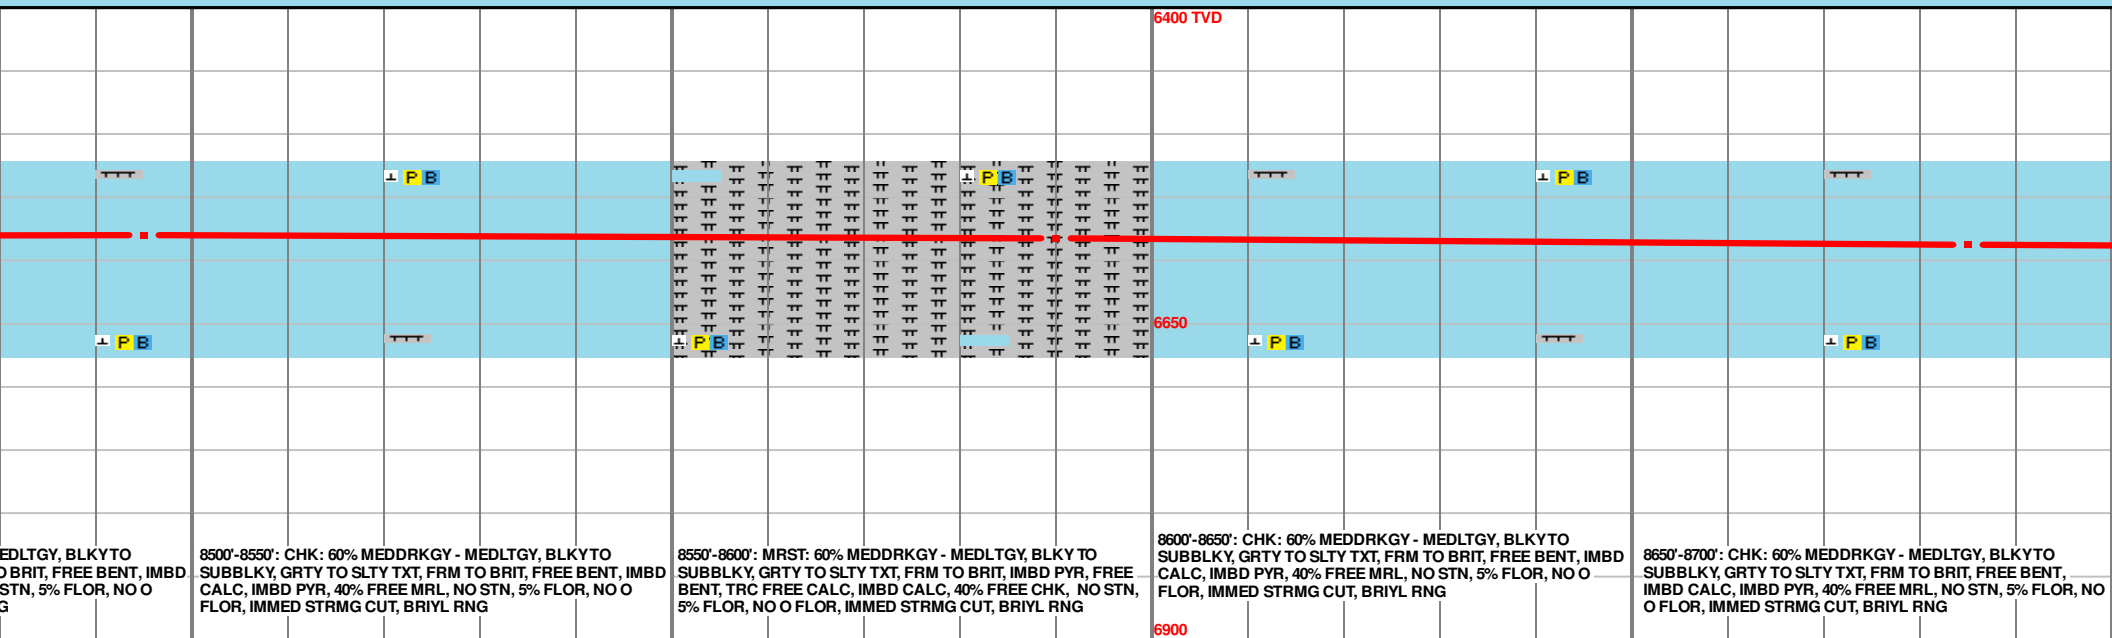 6400 TVD
P B
P B
P B
6650
P B
P B
P B
P B
EDLTGY, BLKY TO
O BRIT, FREE BENT, IMBD
STN, 5% FLOR, NO O
G
8500'-8550': CHK: 60% MEDDRKGY - MEDLTGY, BLKY TO
SUBBLKY, GRTY TO SLTY TXT, FRM TO BRIT, FREE BENT, IMBD
CALC, IMBD PYR, 40% FREE MRL, NO STN, 5% FLOR, NO O
FLOR, IMMED STRMG CUT, BRIYL RNG
8550'-8600': MRST: 60% MEDDRKGY - MEDLTGY, BLKY TO
SUBBLKY, GRTY TO SLTY TXT, FRM TO BRIT, IMBD PYR, FREE
BENT, TRC FREE CALC, IMBD CALC, 40% FREE CHK, NO STN,
5% FLOR, NO O FLOR, IMMED STRMG CUT, BRIYL RNG
8600'-8650': CHK: 60% MEDDRKGY - MEDLTGY, BLKY TO
SUBBLKY, GRTY TO SLTY TXT, FRM TO BRIT, FREE BENT, IMBD
CALC, IMBD PYR, 40% FREE MRL, NO STN, 5% FLOR, NO O
FLOR, IMMED STRMG CUT, BRIYL RNG
8650'-8700': CHK: 60% MEDDRKGY - MEDLTGY, BLKY TO
SUBBLKY, GRTY TO SLTY TXT, FRM TO BRIT, FREE BENT,
IMBD CALC, IMBD PYR, 40% FREE MRL, NO STN, 5% FLOR, NO
O FLOR, IMMED STRMG CUT, BRIYL RNG
6900